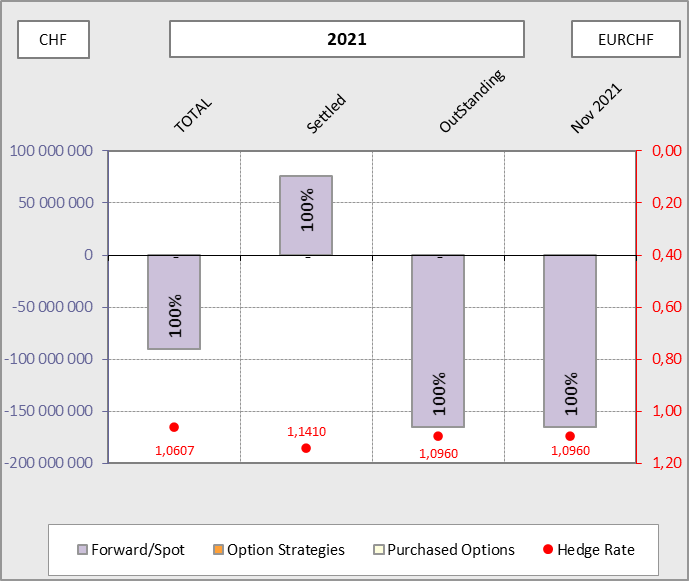 CHF
2021
EURCHF
TOTAL
Settled
OutStanding
Nov 2021
100 000 000
50 000 000
0
-50 000 000
-100 000 000
-150 000 000
-200 000 000
0,00
0,20
0,40
0,60
0,80
1,00
1,20
100%
100%
100%
100%
1,0607
1,1410
1,0960
1,0960
Forward/Spot
Option Strategies
Purchased Options
Hedge Rate